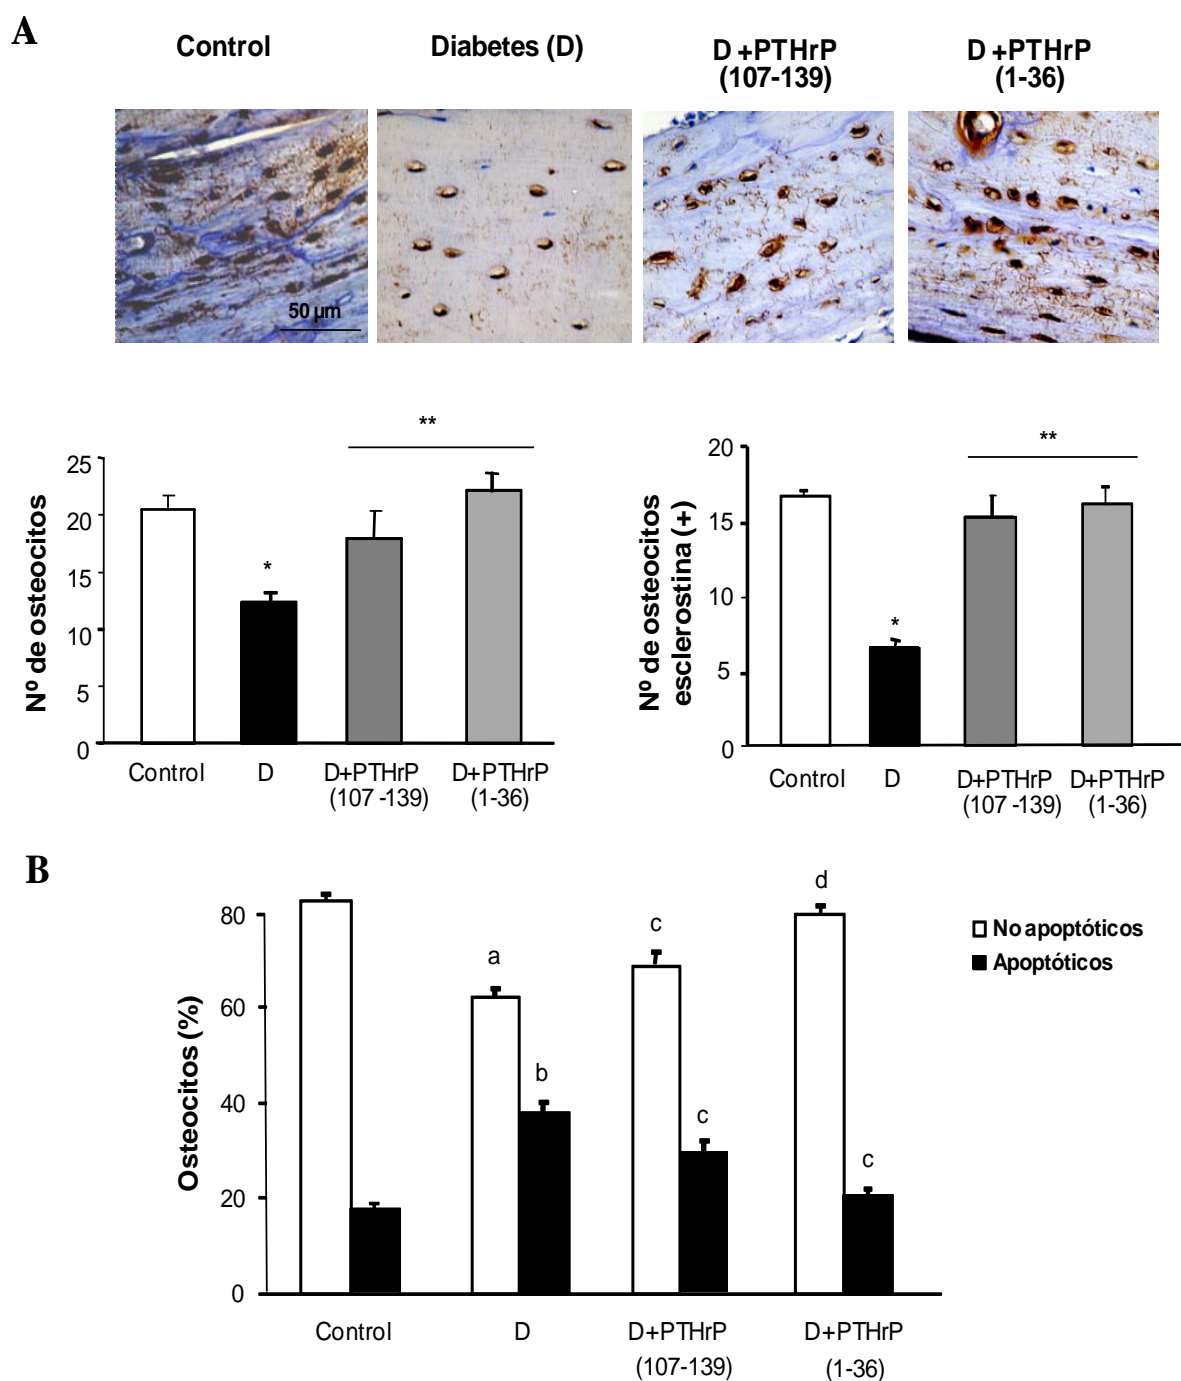 A
Control
Diabetes (D)
D +PTHrP
(107-139)
D +PTHrP
(1-36)
50 µm
**
25
20
15
10
5
0
*
Nº de osteocitos
Control
D
D+PTHrP
(107 -139)
D+PTHrP
(1-36)
**
20
15
10
5
0
*
Nº de osteocitos
esclerostina (+)
Control
D
D+PTHrP
(107 -139)
D+PTHrP
(1-36)
B
80
60
40
20
0
Osteocitos (%)
a
b
c
c
d
c
No apoptóticos
Apoptóticos
Control
D
D+PTHrP
(107-139)
D+PTHrP
(1-36)